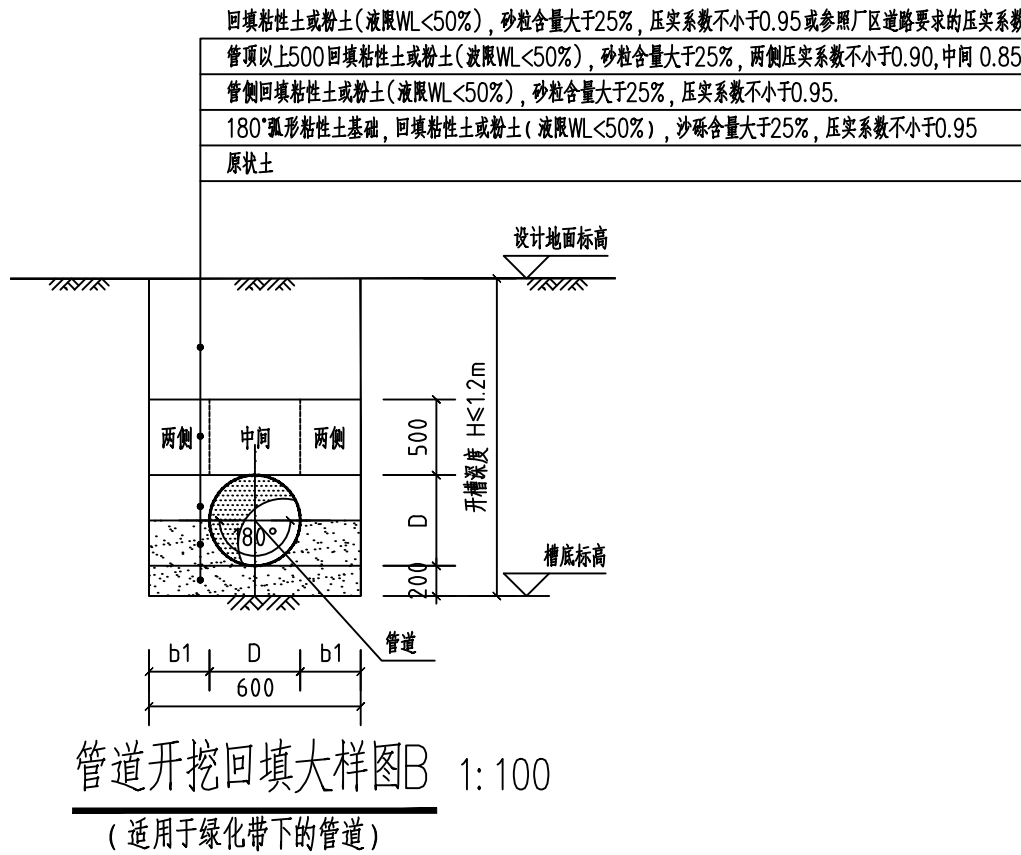 回填粘性土或粉土(液限WL<50%),砂粒含量大于25%,压实系数不小于0.95或参照厂区道路要求的压实系数
管顶以上500回填粘性土或粉土(波限WL<50%),砂粒含量大于25%,两侧压实系数不小于0.90,中间 0.85
管侧回填粘性土或粉土(液限WL<50%),砂粒含量大于25%,压实系数不小于0.95.
180°弧形粘性土基础,回填粘性土或粉土(液限WL<50%),沙砾含量大于25%,压实系数不小于0.95
原状土
设计地面标高
两侧 中间 两侧
500
开槽深度 H≤1.2m
D
180°
200
槽底标高
管道
b1 D b1
600
管道开挖回填大样图B 1:100
(适用于绿化带下的管道)